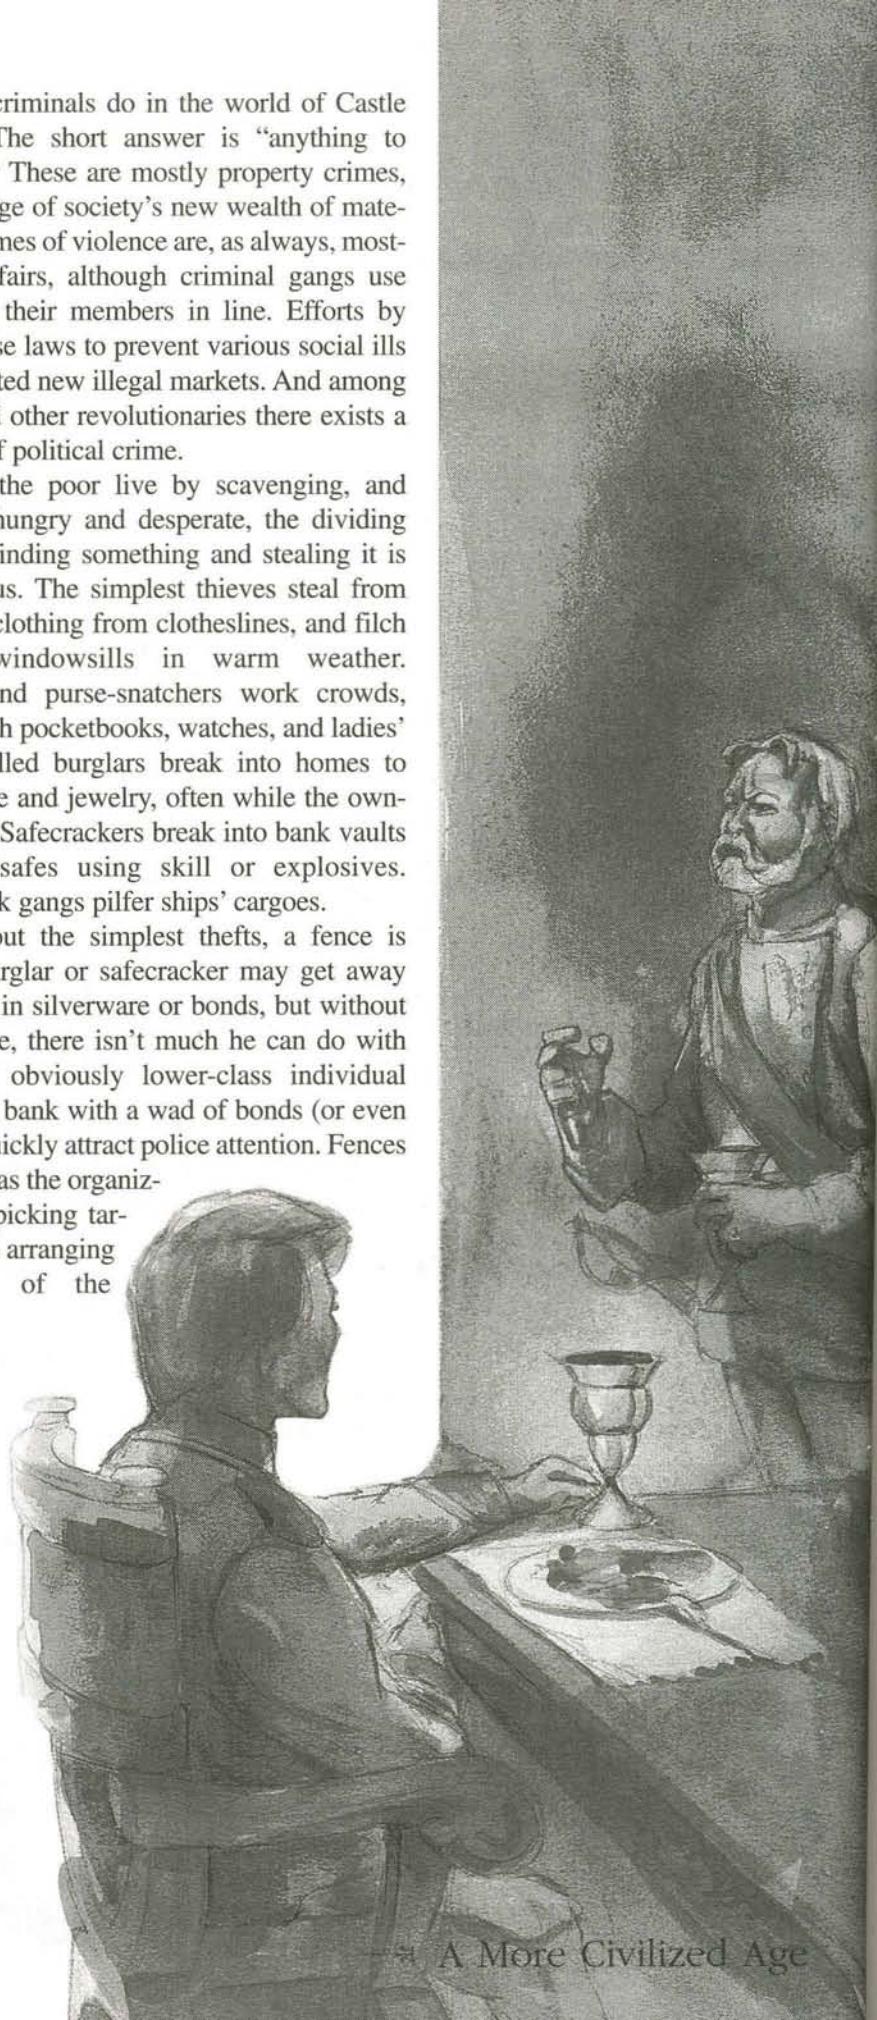 criminals do in the world of Castle
The short answer is “anything to
These are mostly property crimes,
ge of society’s new wealth of mate-
mes of violence are, as always, most-
fairs, although criminal gangs use
their members in line. Efforts by
se laws to prevent various social ills
ted new illegal markets. And among
other revolutionaries there exists a
f political crime.
the poor live by scavenging, and
hungry and desperate, the dividing
inding something and stealing it is
us. The simplest thieves steal from
clothing from clotheslines, and filch
windowsills in warm weather.
nd purse-snatchers work crowds,
h pocketbooks, watches, and ladies’
lled burglars break into homes to
e and jewelry, often while the own-
Safecrackers break into bank vaults
safes using skill or explosives.
k gangs pilfer ships’ cargoes.
out the simplest thefts, a fence is
rglar or safecracker may get away
in silverware or bonds, but without
e, there isn’t much he can do with
obviously lower-class individual
bank with a wad of bonds (or even
uickly attract police attention. Fences
as the organiz-
picking tar-
arranging
of the
A More Civilized Age